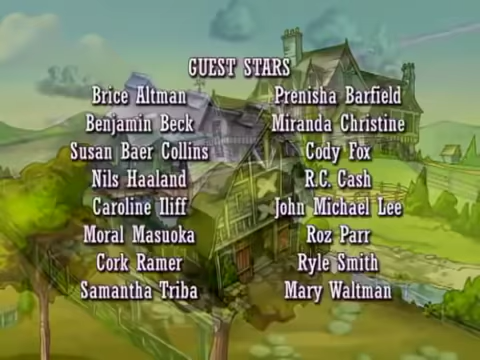 GUEST STARS
Brice Altman Prenisha Barfield
Benjamin Beck Miranda Christine
Susan Baer Collins Cody Fox
Nils Haaland R.C. Cash
Caroline Iliff John Michael Lee
Moral Masuoka Roz Parr
Cork Ramer Ryle Smith
Samantha Triba Mary Waltman